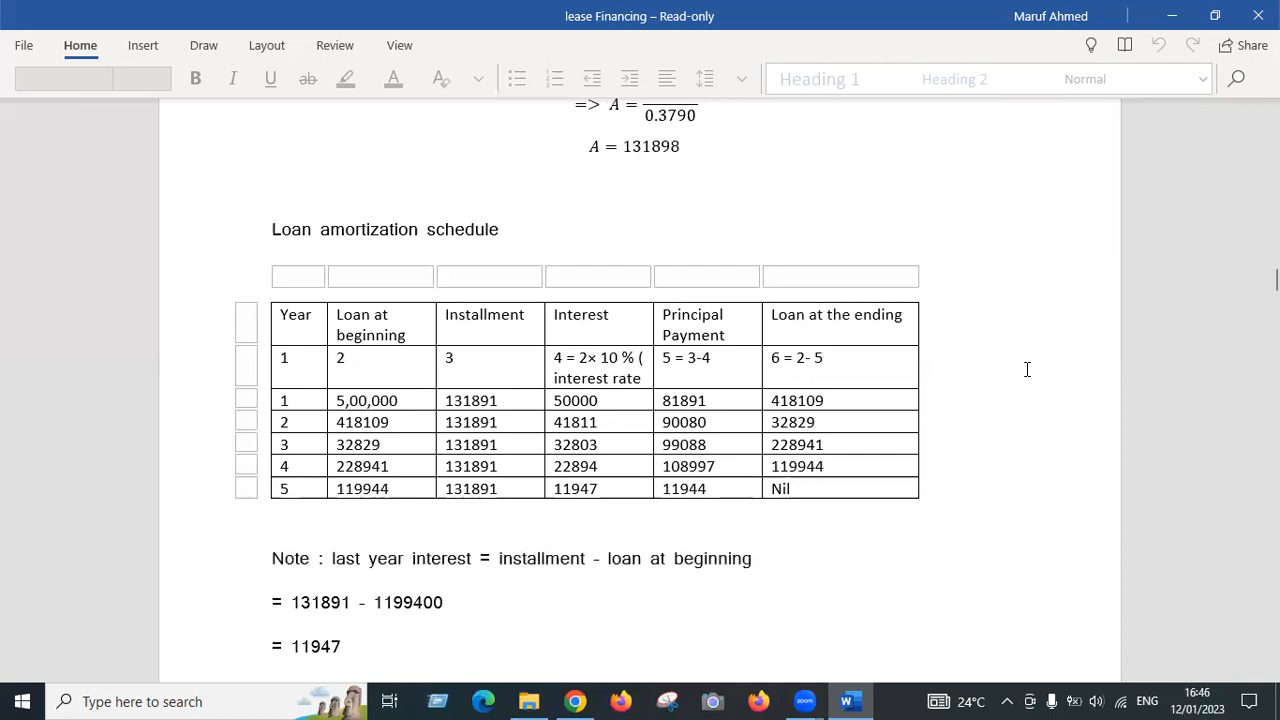 lease Financing – Read-only
Maruf Ahmed
File Home Insert Draw Layout Review View
Share
B I U ab A A
Heading 1 Heading 2 Normal
=> A =
0.3790
A = 131898
Loan amortization schedule
Year Loan at beginning Installment Interest Principal Payment Loan at the ending
1 2 3 4 = 2× 10 % ( interest rate 5 = 3-4 6 = 2- 5
1 5,00,000 131891 50000 81891 418109
2 418109 131891 41811 90080 32829
3 32829 131891 32803 99088 228941
4 228941 131891 22894 108997 119944
5 119944 131891 11947 11944 Nil
Note : last year interest = installment - loan at beginning
= 131891 - 1199400
= 11947
Type here to search
24°C
ENG
16:46
12/01/2023